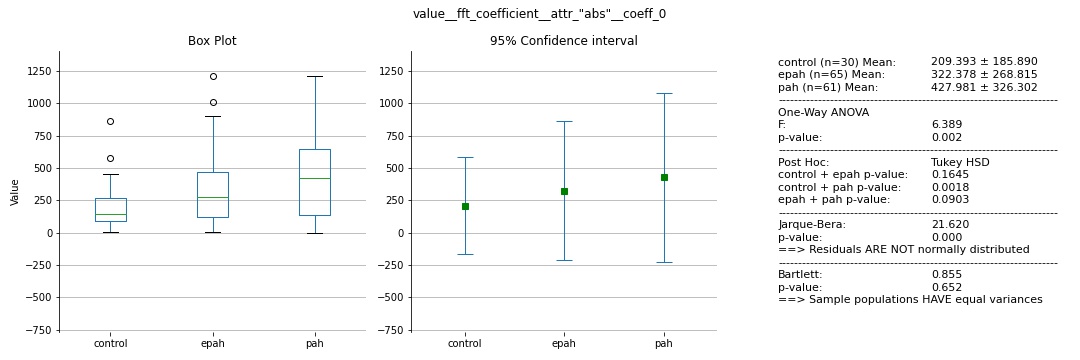 value__fft_coefficient__attr_"abs"__coeff_0
Box Plot
1250
1000
750
500
250
0
−250
−500
−750
Value
control
epah
pah
95% Confidence interval
1250
1000
750
500
250
0
−250
−500
−750
control
epah
pah
control (n=30) Mean: 209.393 ± 185.890
epah (n=65) Mean: 322.378 ± 268.815
pah (n=61) Mean: 427.981 ± 326.302
One-Way ANOVA
F: 6.389
p-value: 0.002
Post Hoc: Tukey HSD
control + epah p-value: 0.1645
control + pah p-value: 0.0018
epah + pah p-value: 0.0903
Jarque-Bera: 21.620
p-value: 0.000
==> Residuals ARE NOT normally distributed
Bartlett: 0.855
p-value: 0.652
==> Sample populations HAVE equal variances